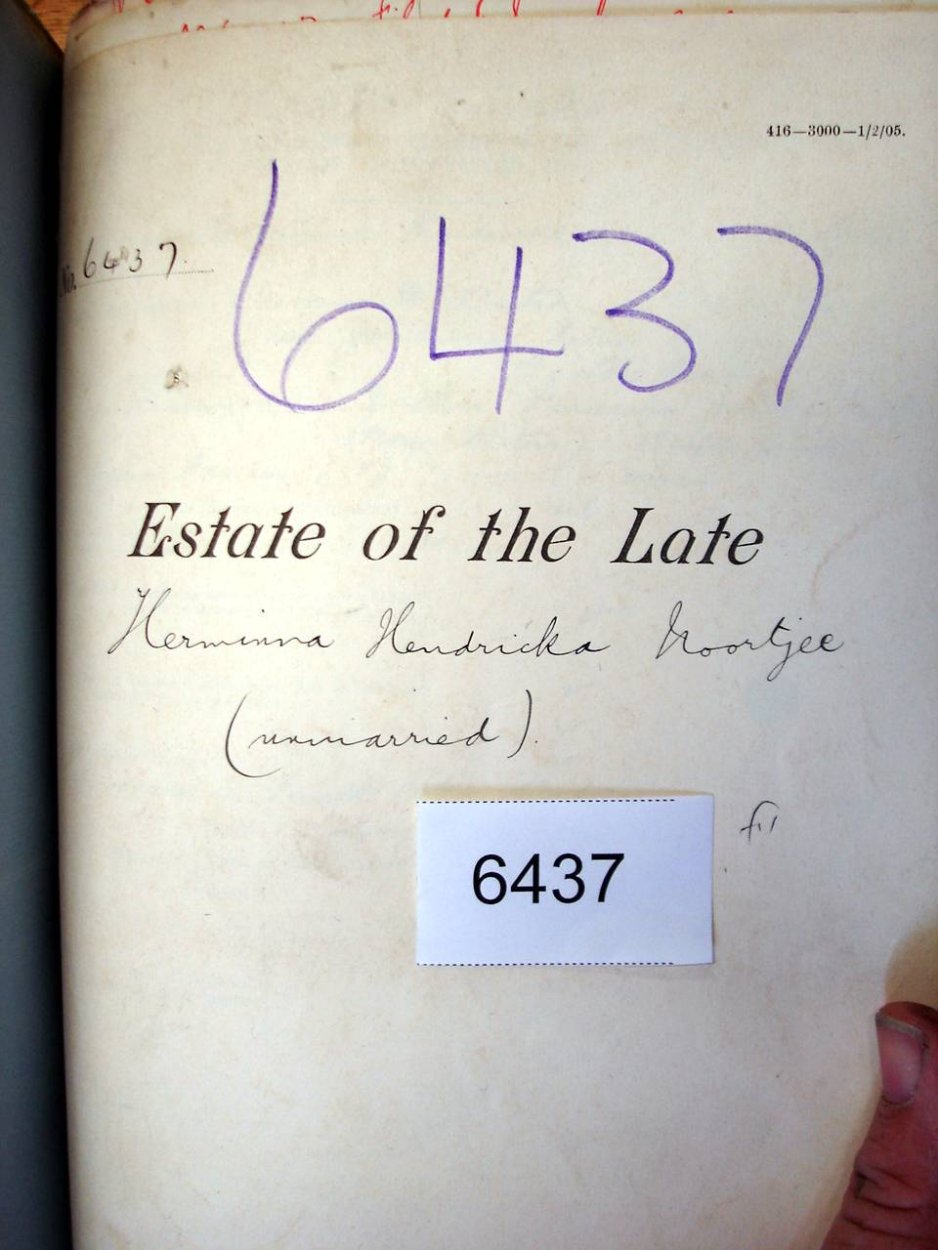 416—3000—1/2/05.
No. 6437.
6437
Estate of the Late
Herminna Hendricka Noortjee
(unmarried).
6437